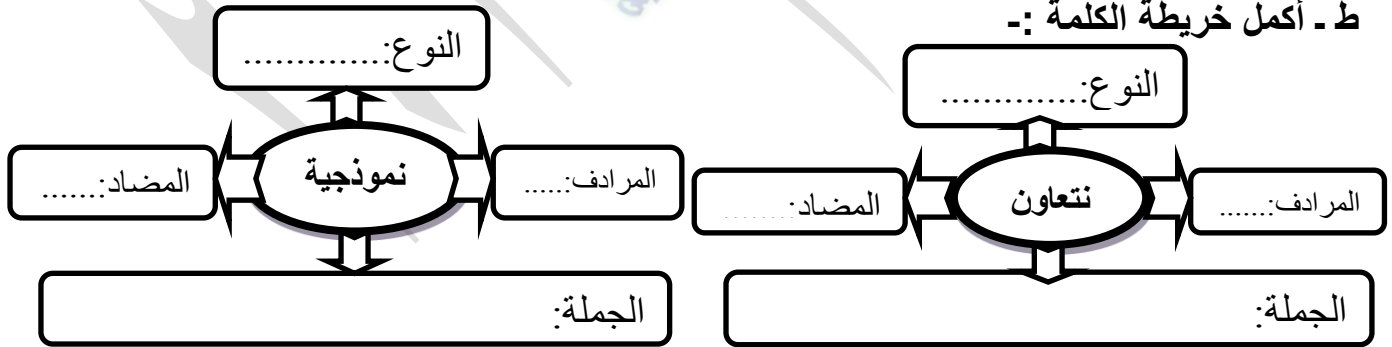 ط ـ أكمل خريطة الكلمة :-
النوع:..............
المرادف:......
نتعاون
المضاد:........
الجملة:
النوع:..............
المرادف:.....
نموذجية
المضاد:.......
الجملة: